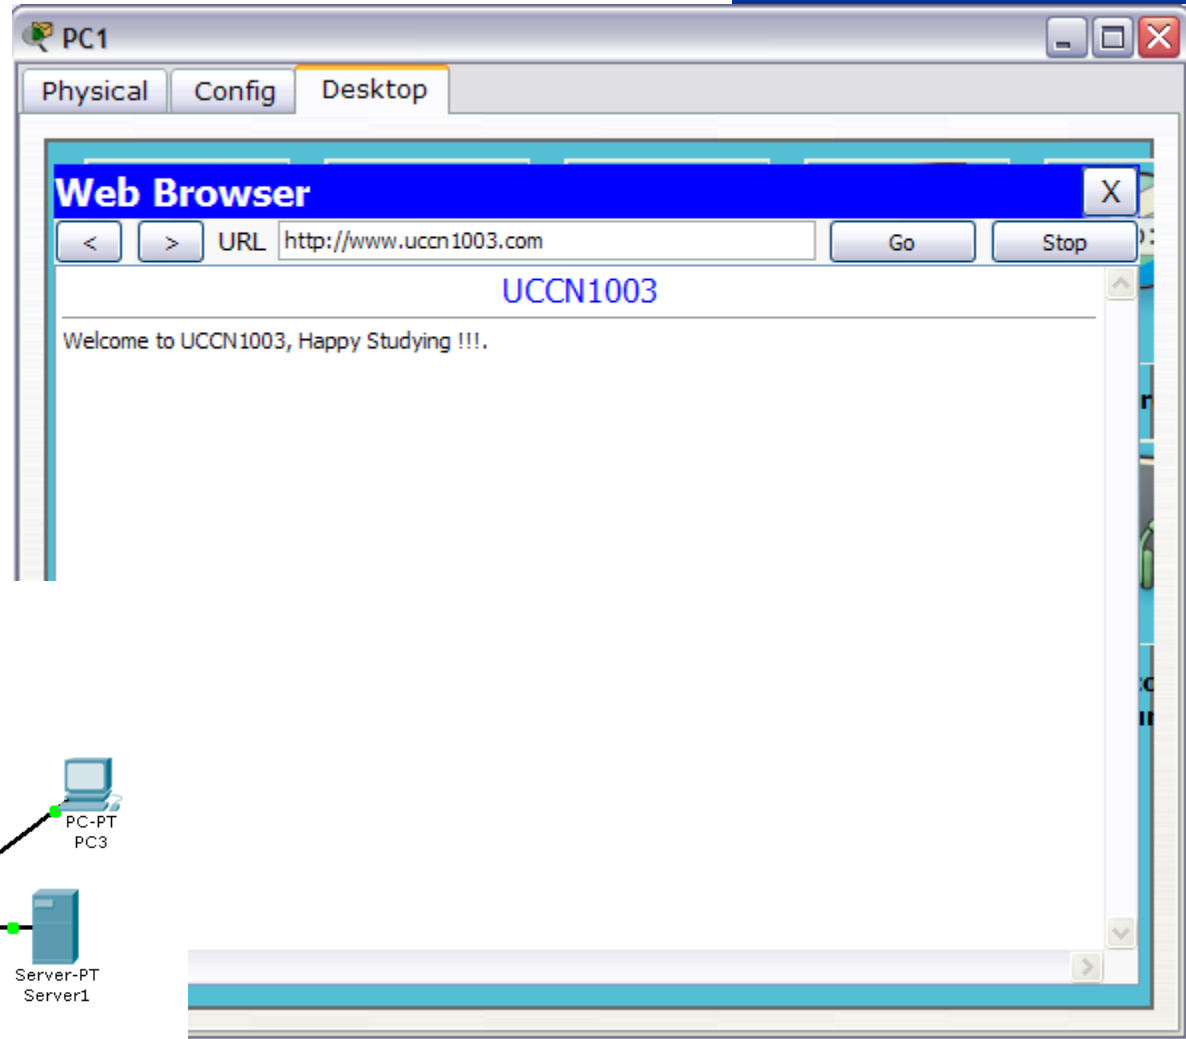 PC1
Physical Config Desktop
Web Browser X
< > URL http://www.uccn1003.com Go Stop
UCCN1003
Welcome to UCCN1003, Happy Studying !!!.
PC-PT
PC3
Server-PT
Server1